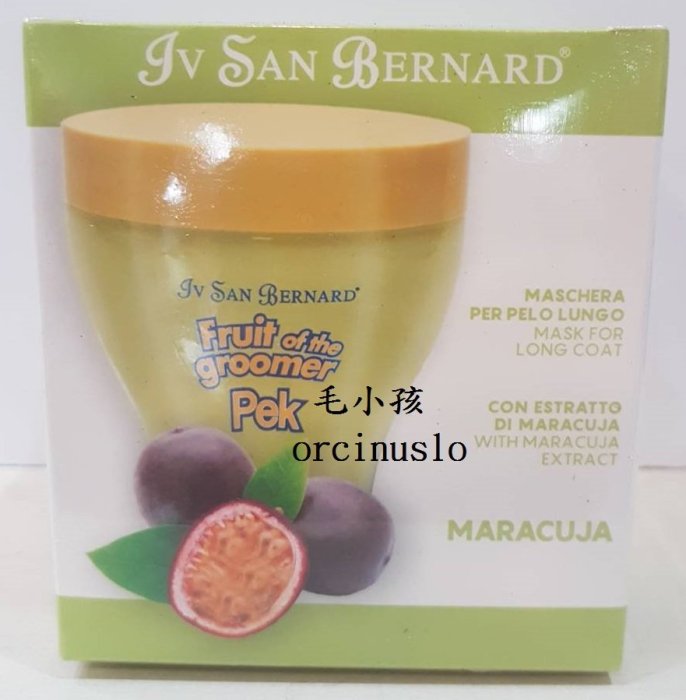 IV SAN BERNARD®
IV SAN BERNARD®
Fruit of the
groomer
Pek
毛小孩
orcinuslo
MASCHERA
PER PELO LUNGO
MASK FOR
LONG COAT
CON ESTRATTO
DI MARACUJA
WITH MARACUJA
EXTRACT
MARACUJA